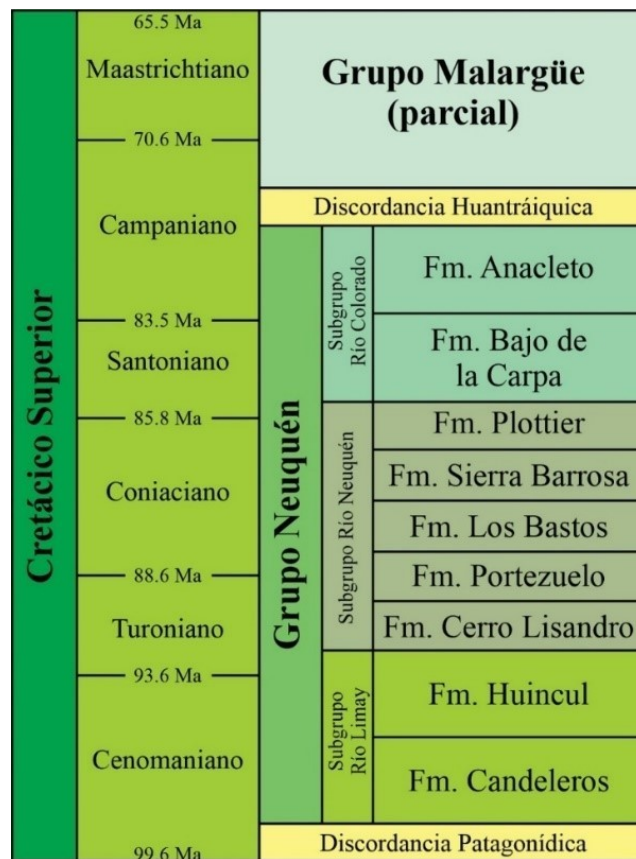 Cretácico Superior
65.5 Ma
Maastrichtiano
70.6 Ma
Campaniano
83.5 Ma
Santoniano
85.8 Ma
Coniaciano
88.6 Ma
Turoniano
93.6 Ma
Cenomaniano
99.6 Ma
Grupo Malargüe
(parcial)
Discordancia Huantráiquica
Grupo Neuquén
Subgrupo
Río Colorado
Fm. Anacleto
Fm. Bajo de
la Carpa
Subgrupo Río Neuquén
Fm. Plottier
Fm. Sierra Barrosa
Fm. Los Bastos
Fm. Portezuelo
Fm. Cerro Lisandro
Subgrupo
Río Limay
Fm. Huincul
Fm. Candeleros
Discordancia Patagonídica